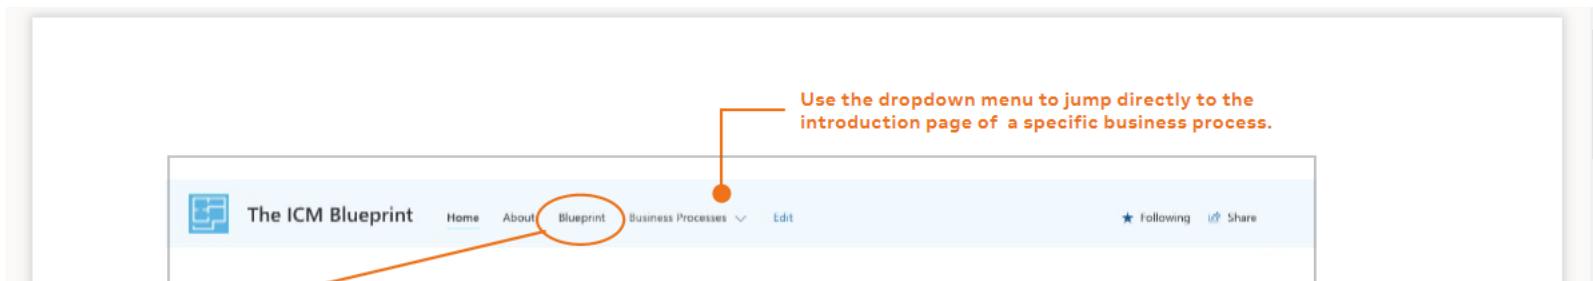 Use the dropdown menu to jump directly to the
introduction page of a specific business process.
The ICM Blueprint Home About Blueprint Business Processes Edit Following Share